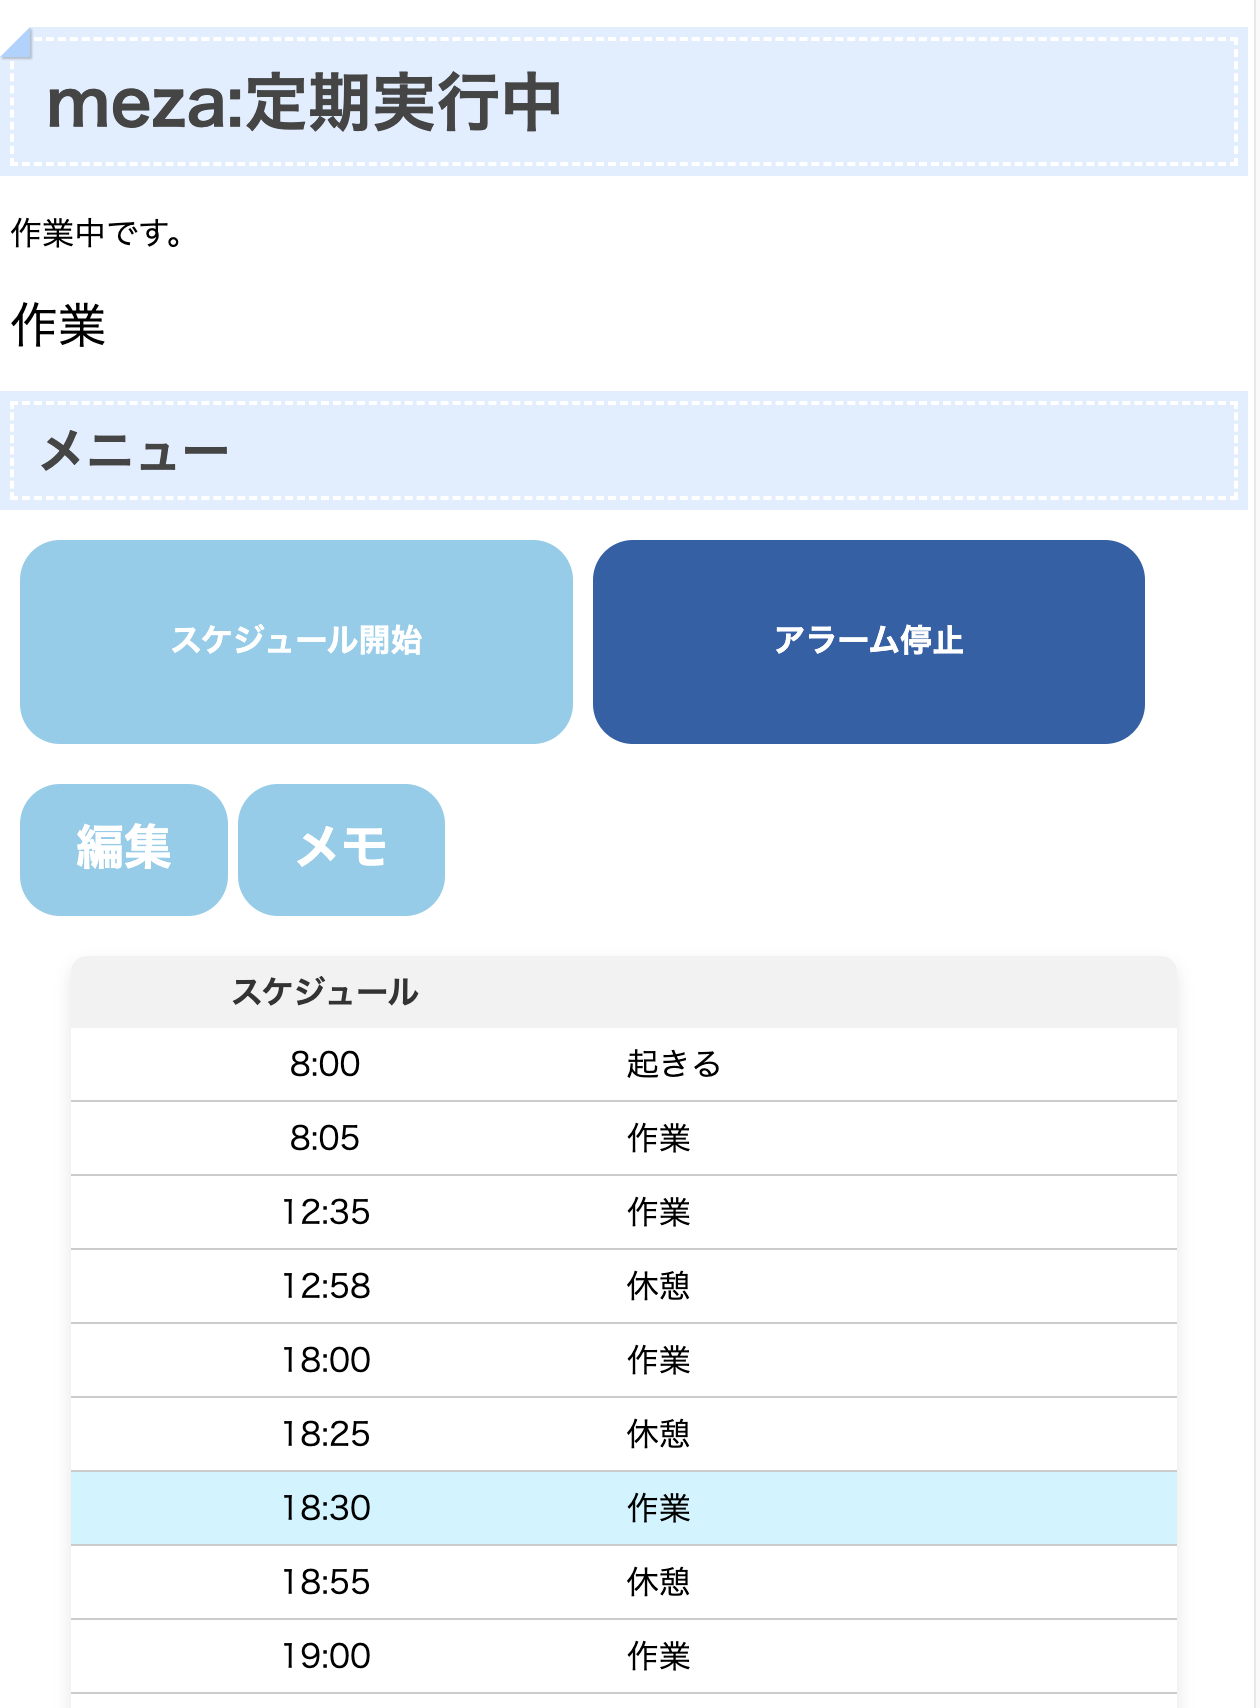 meza:定期実行中
作業中です。
作業
メニュー
スケジュール開始 アラーム停止
編集 メモ
スケジュール
8:00 起きる
8:05 作業
12:35 作業
12:58 休憩
18:00 作業
18:25 休憩
18:30 作業
18:55 休憩
19:00 作業